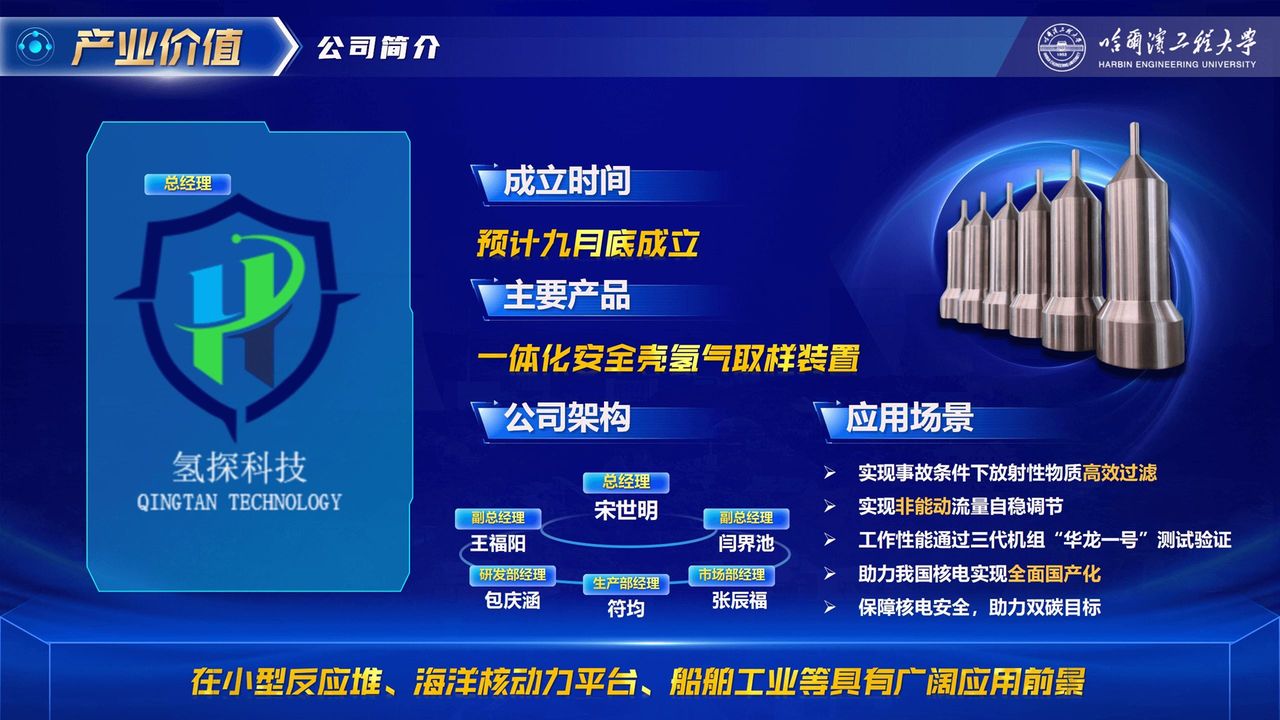 产业价值
公司简介
哈尔滨工程大学
HARBIN ENGINEERING UNIVERSITY
总经理
氢探科技
QINGTAN TECHNOLOGY
成立时间
预计九月底成立
主要产品
一体化安全壳氢气取样装置
公司架构
总经理
宋世明
副总经理
王福阳
副总经理
闫界池
研发部经理
包庆涵
生产部经理
符均
市场部经理
张辰福
应用场景
实现事故条件下放射性物质高效过滤
实现非能动流量自稳调节
工作性能通过三代机组“华龙一号”测试验证
助力我国核电实现全面国产化
保障核电安全，助力双碳目标
在小型反应堆、海洋核动力平台、船舶工业等具有广阔应用前景